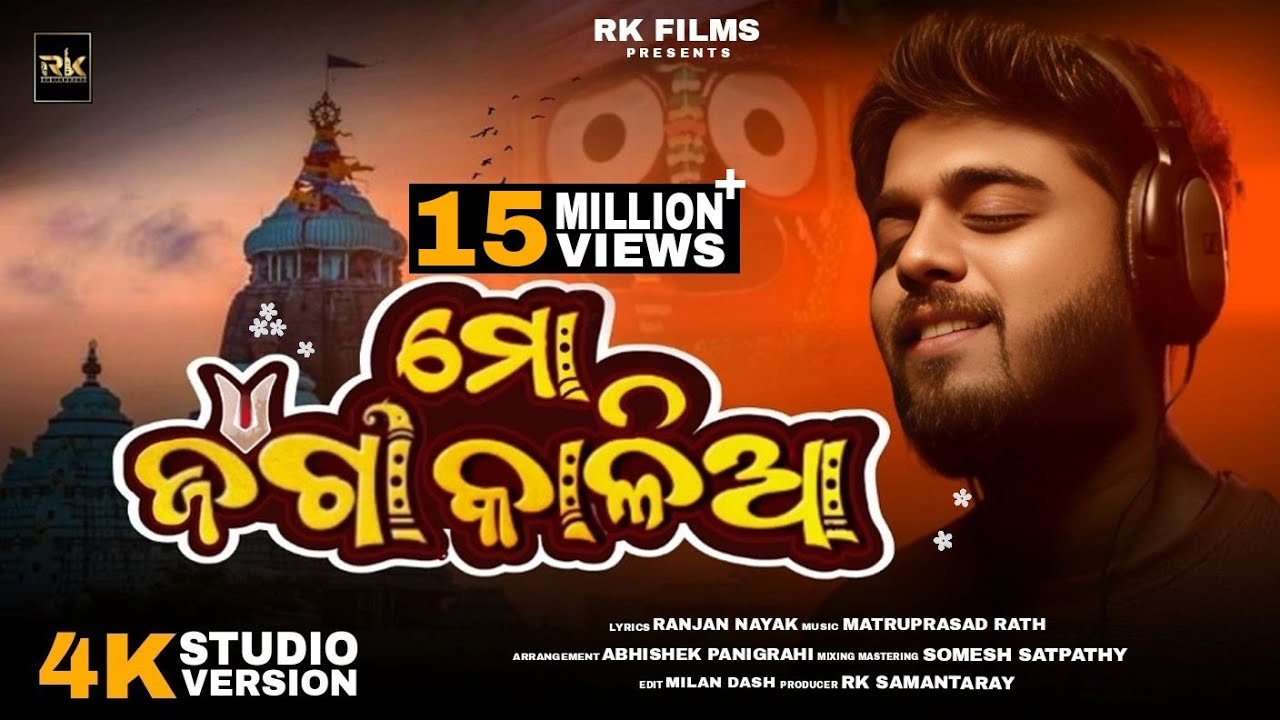 RK
RK FILMS
PRESENTS
15 MILLION+
VIEWS
ମୋ
ଜଗା କାଳିଆ
4K STUDIO
VERSION
LYRICS RANJAN NAYAK MUSIC MATRUPRASAD RATH
ARRANGEMENT ABHISHEK PANIGRAHI MIXING MASTERING SOMESH SATPATHY
EDIT MILAN DASH PRODUCER RK SAMANTARAY